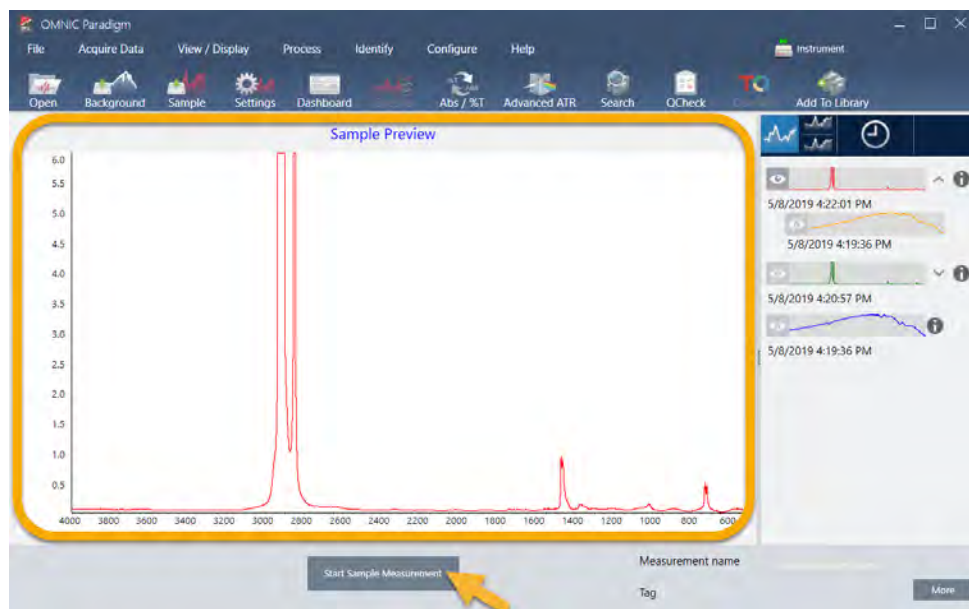 OMNIC Paradigm
File Acquire Data View / Display Process Identify Configure Help Instrument
Open Background Sample Settings Dashboard Abs / %T Advanced ATR Search QCheck TQ Add To Library
Sample Preview
6.0
5.5
5.0
4.5
4.0
3.5
3.0
2.5
2.0
1.5
1.0
0.5
4000 3800 3600 3400 3200 3000 2800 2600 2400 2200 2000 1800 1600 1400 1200 1000 800 600
5/8/2019 4:22:01 PM
5/8/2019 4:19:36 PM
5/8/2019 4:20:57 PM
5/8/2019 4:19:36 PM
Start Sample Measurement
Measurement name
Tag
More